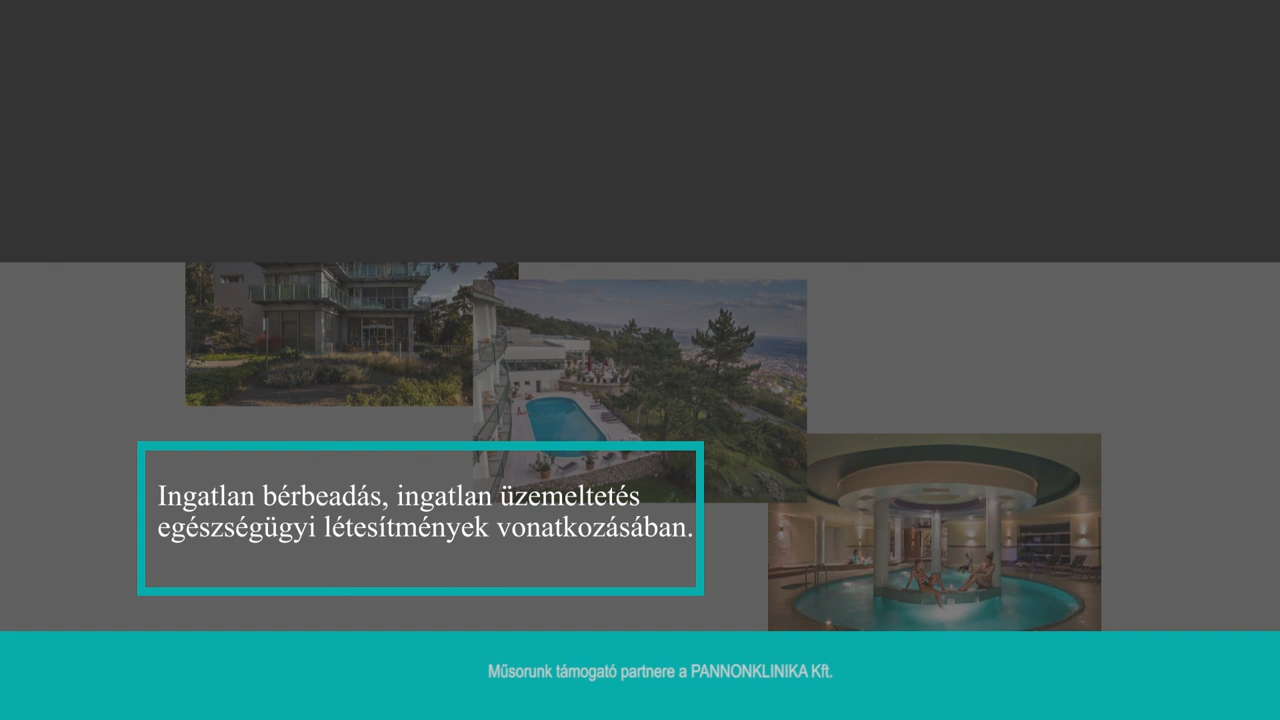 Ingatlan bérbeadás, ingatlan üzemeltetés
egészségügyi létesítmények vonatkozásában.
Műsorunk támogató partnere a PANNONKLINIKA Kft.